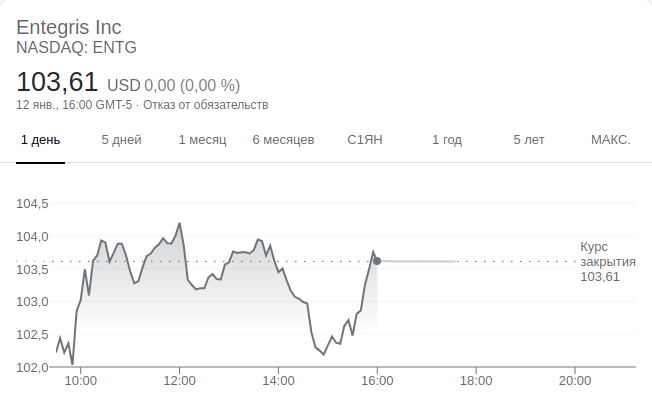 Entegris Inc
NASDAQ: ENTG
103,61 USD 0,00 (0,00 %)
12 янв., 16:00 GMT-5 · Отказ от обязательств
1 день 5 дней 1 месяц 6 месяцев С1ЯН 1 год 5 лет МАКС.
104,5
104,0
103,5
103,0
102,5
102,0
Курс
закрытия
103,61
10:00 12:00 14:00 16:00 18:00 20:00